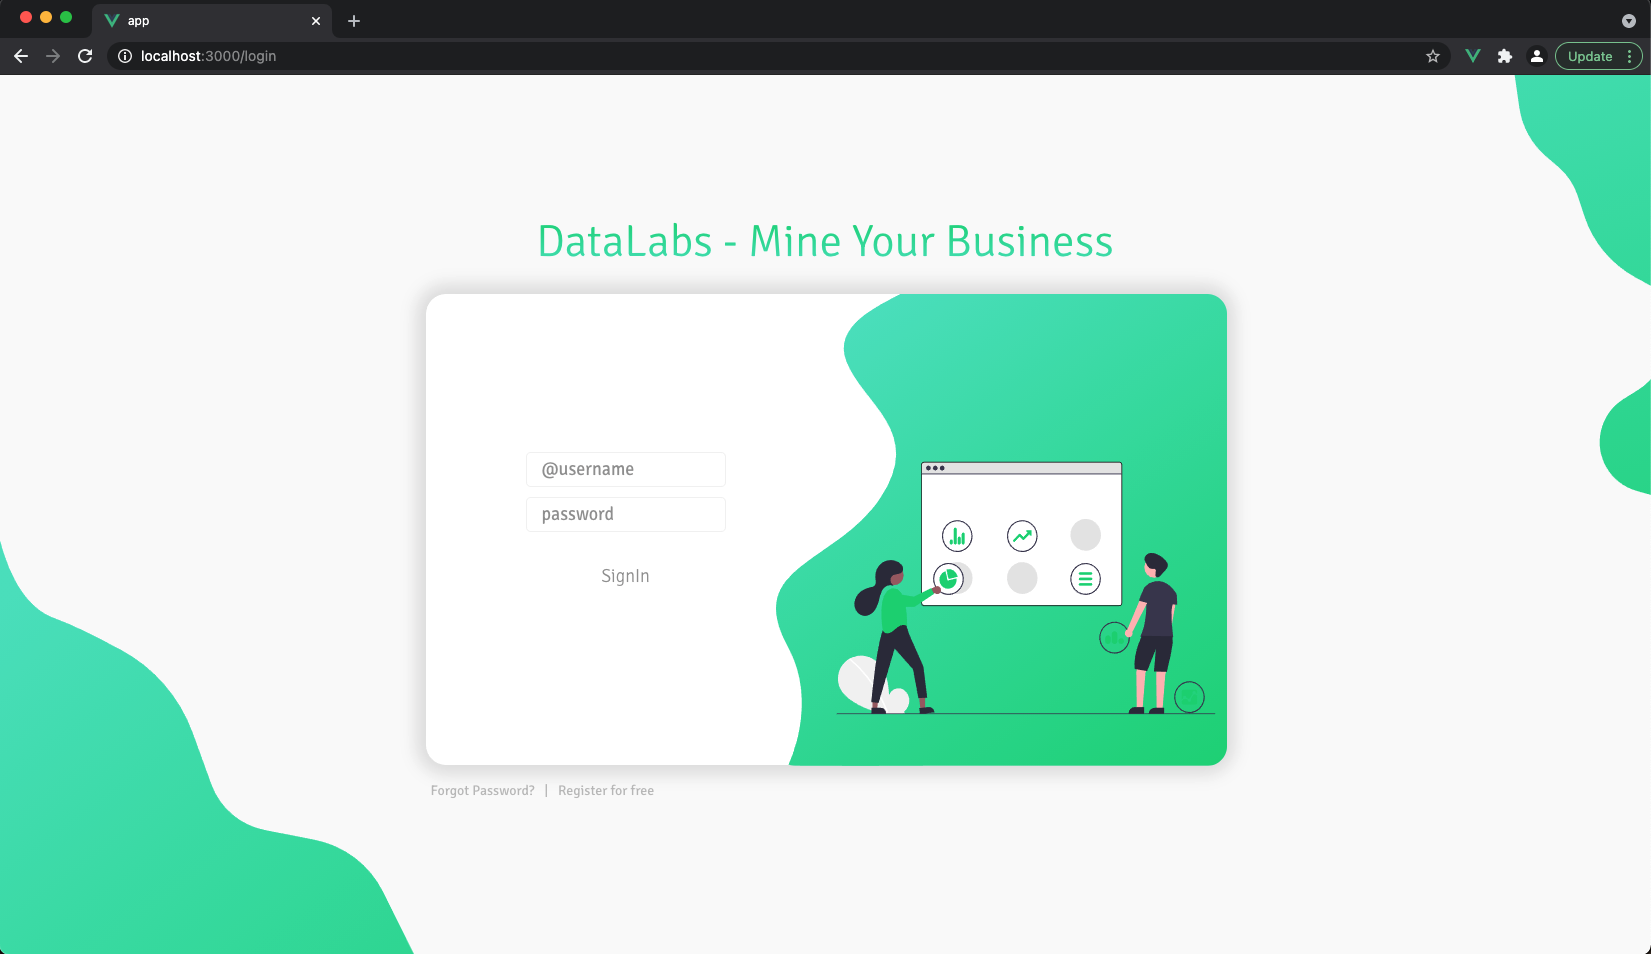 app
localhost:3000/login
Update
DataLabs - Mine Your Business
@username
password
SignIn
Forgot Password? | Register for free